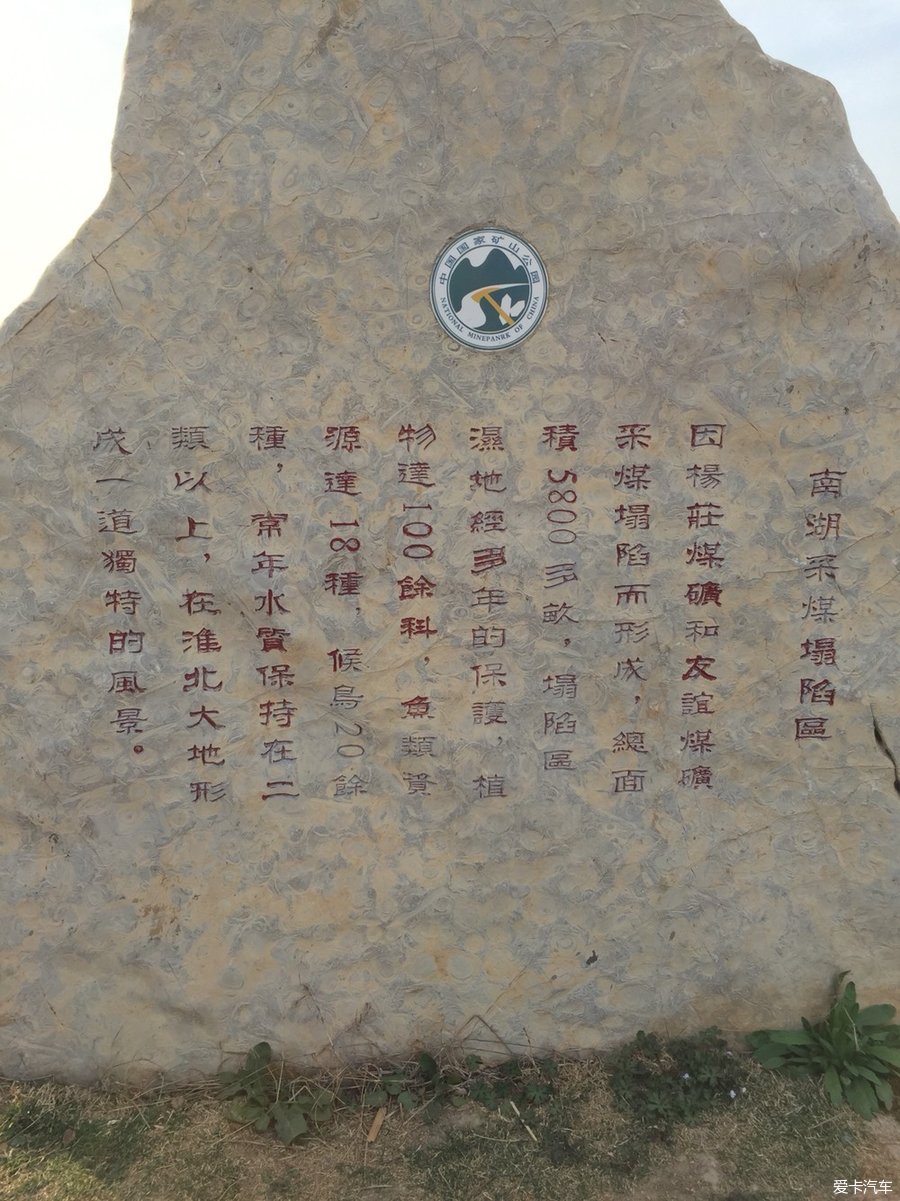 中国国家矿山公园
NATIONAL MINEPANRK OF CHINA
南湖采煤塌陷區
因楊莊煤礦和友誼煤礦
采煤塌陷而形成，總面
積5800多畝，塌陷區
濕地經多年的保護，植
物達100餘科，魚類資
源達18種，候鳥20餘
種，常年水質保持在二
類以上，在淮北大地形
成一道獨特的風景。
爱卡汽车